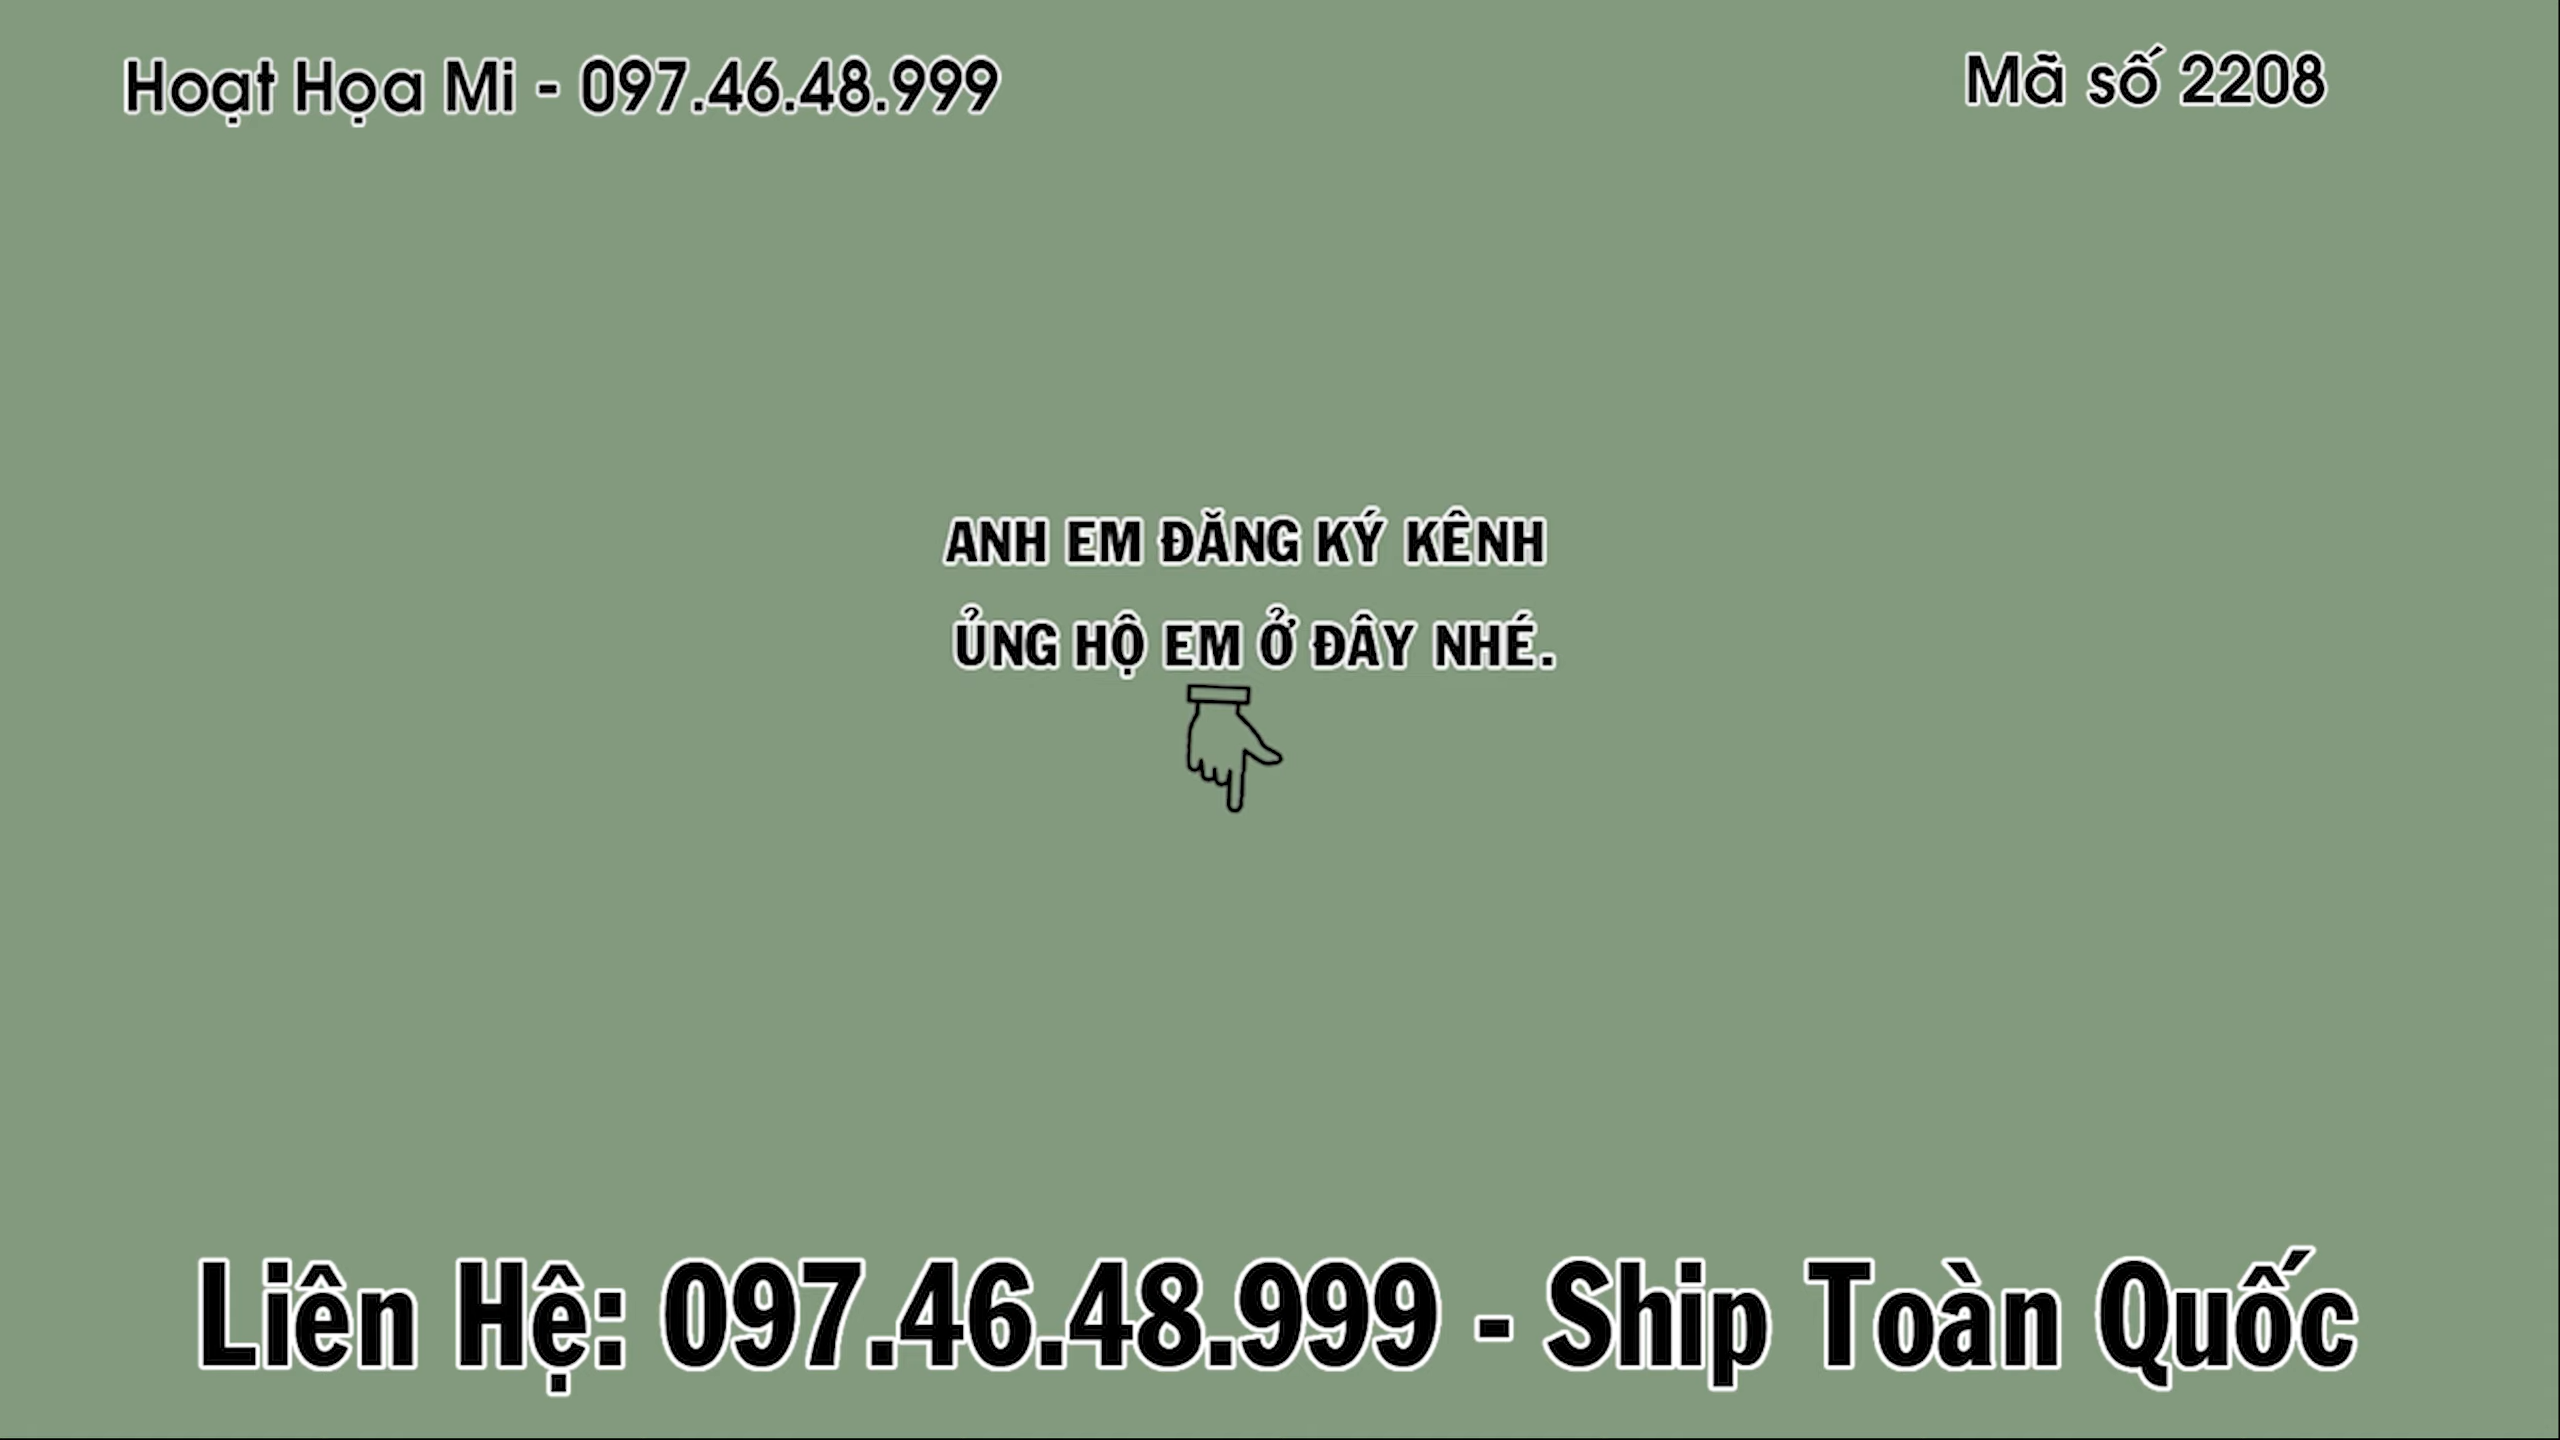 Hoạt Họa Mi - 097.46.48.999
Mã số 2208
ANH EM ĐĂNG KÝ KÊNH
ỦNG HỘ EM Ở ĐÂY NHÉ.
Liên Hệ: 097.46.48.999 - Ship Toàn Quốc